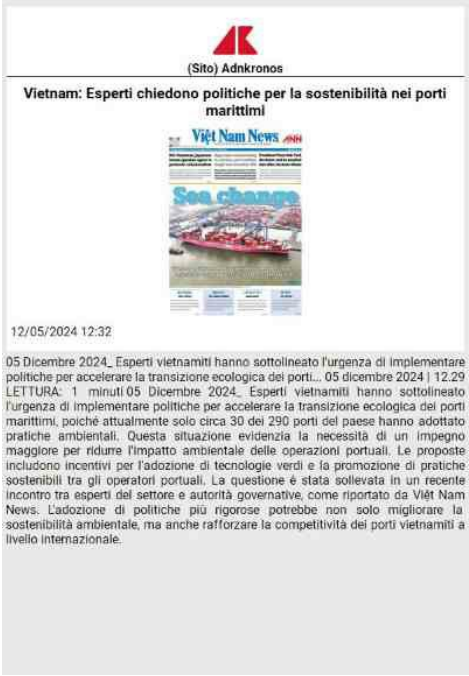 (Sito) Adnkronos
Vietnam: Esperti chiedono politiche per la sostenibilità nei porti
marittimi
Việt Nam News
Sea change
12/05/2024 12:32
05 Dicembre 2024_ Esperti vietnamiti hanno sottolineato l'urgenza di implementare
politiche per accelerare la transizione ecologica dei porti... 05 dicembre 2024 | 12.29
LETTURA: 1 minuti 05 Dicembre 2024_ Esperti vietnamiti hanno sottolineato
l'urgenza di implementare politiche per accelerare la transizione ecologica dei porti
marittimi, poiché attualmente solo circa 30 dei 290 porti del paese hanno adottato
pratiche ambientali. Questa situazione evidenzia la necessità di un impegno
maggiore per ridurre l'impatto ambientale delle operazioni portuali. Le proposte
includono incentivi per l'adozione di tecnologie verdi e la promozione di pratiche
sostenibili tra gli operatori portuali. La questione è stata sollevata in un recente
incontro tra esperti del settore e autorità governative, come riportato da Việt Nam
News. L'adozione di politiche più rigorose potrebbe non solo migliorare la
sostenibilità ambientale, ma anche rafforzare la competitività dei porti vietnamiti a
livello internazionale.